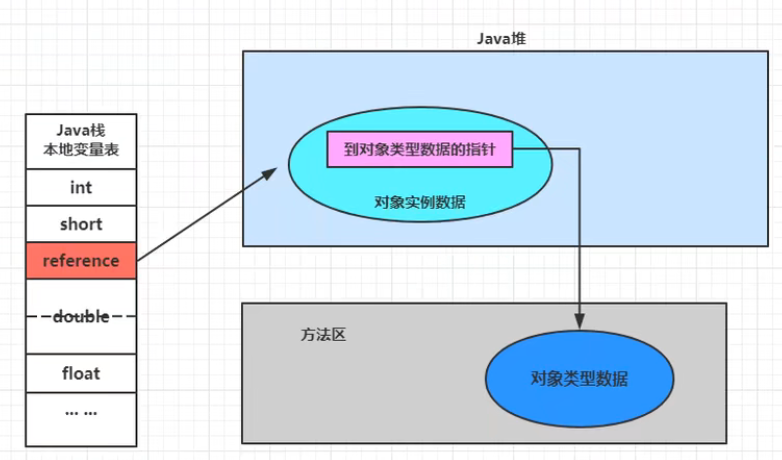 Java堆
Java栈
本地变量表
int
short
reference
double
float
... ...
到对象类型数据的指针
对象实例数据
方法区
对象类型数据